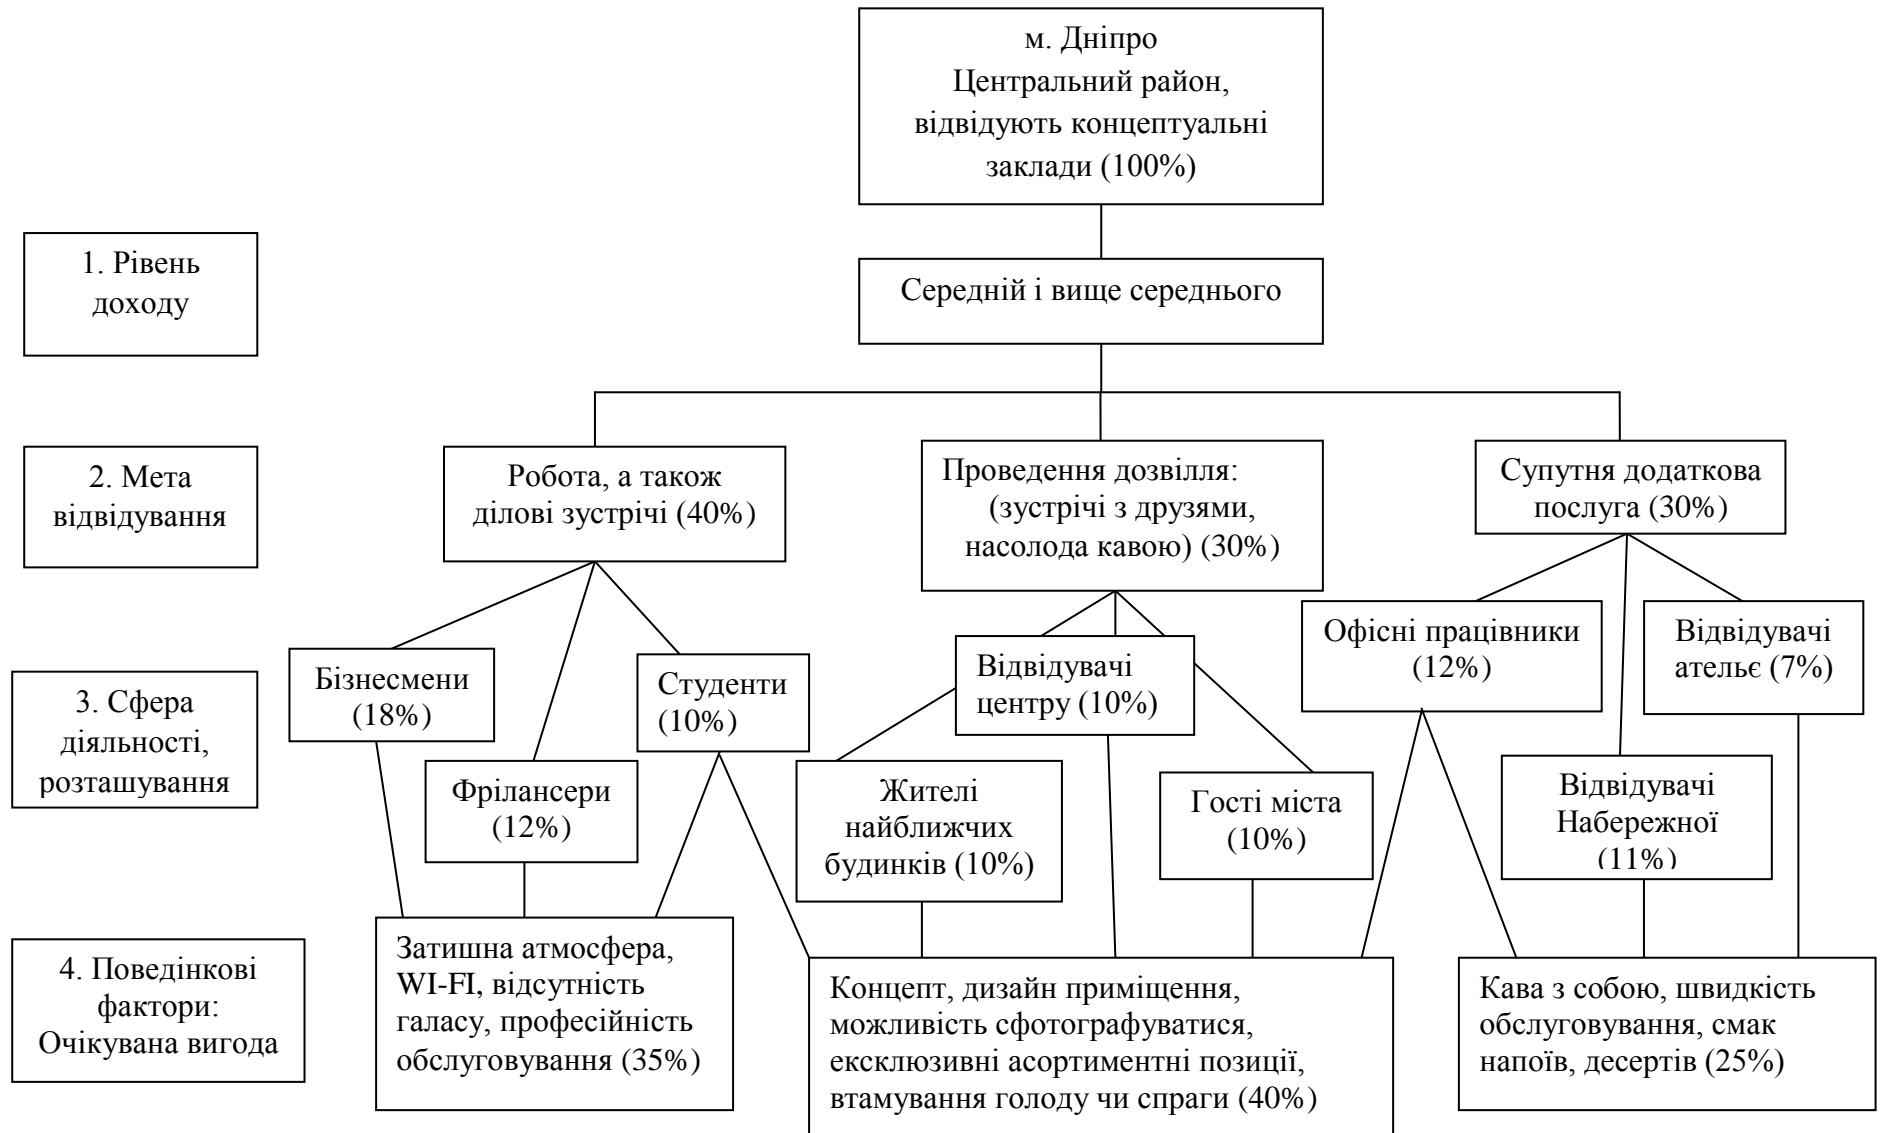 м. Дніпро
Центральний район,
відвідують концептуальні
заклади (100%)
1. Рівень
доходу
Середній і вище середнього
2. Мета
відвідування
Робота, а також
ділові зустрічі (40%)
Проведення дозвілля:
(зустрічі з друзями,
насолода кавою) (30%)
Супутня додаткова
послуга (30%)
3. Сфера
діяльності,
розташування
Бізнесмени
(18%)
Фрілансери
(12%)
Студенти
(10%)
Відвідувачі
центру (10%)
Жителі
найближчих
будинків (10%)
Гості міста
(10%)
Офісні працівники
(12%)
Відвідувачі
Набережної
(11%)
Відвідувачі
ательє (7%)
4. Поведінкові
фактори:
Очікувана вигода
Затишна атмосфера,
WI-FI, відсутність
галасу, професійність
обслуговування (35%)
Концепт, дизайн приміщення,
можливість сфотографуватися,
ексклюзивні асортиментні позиції,
втамування голоду чи спраги (40%)
Кава з собою, швидкість
обслуговування, смак
напоїв, десертів (25%)